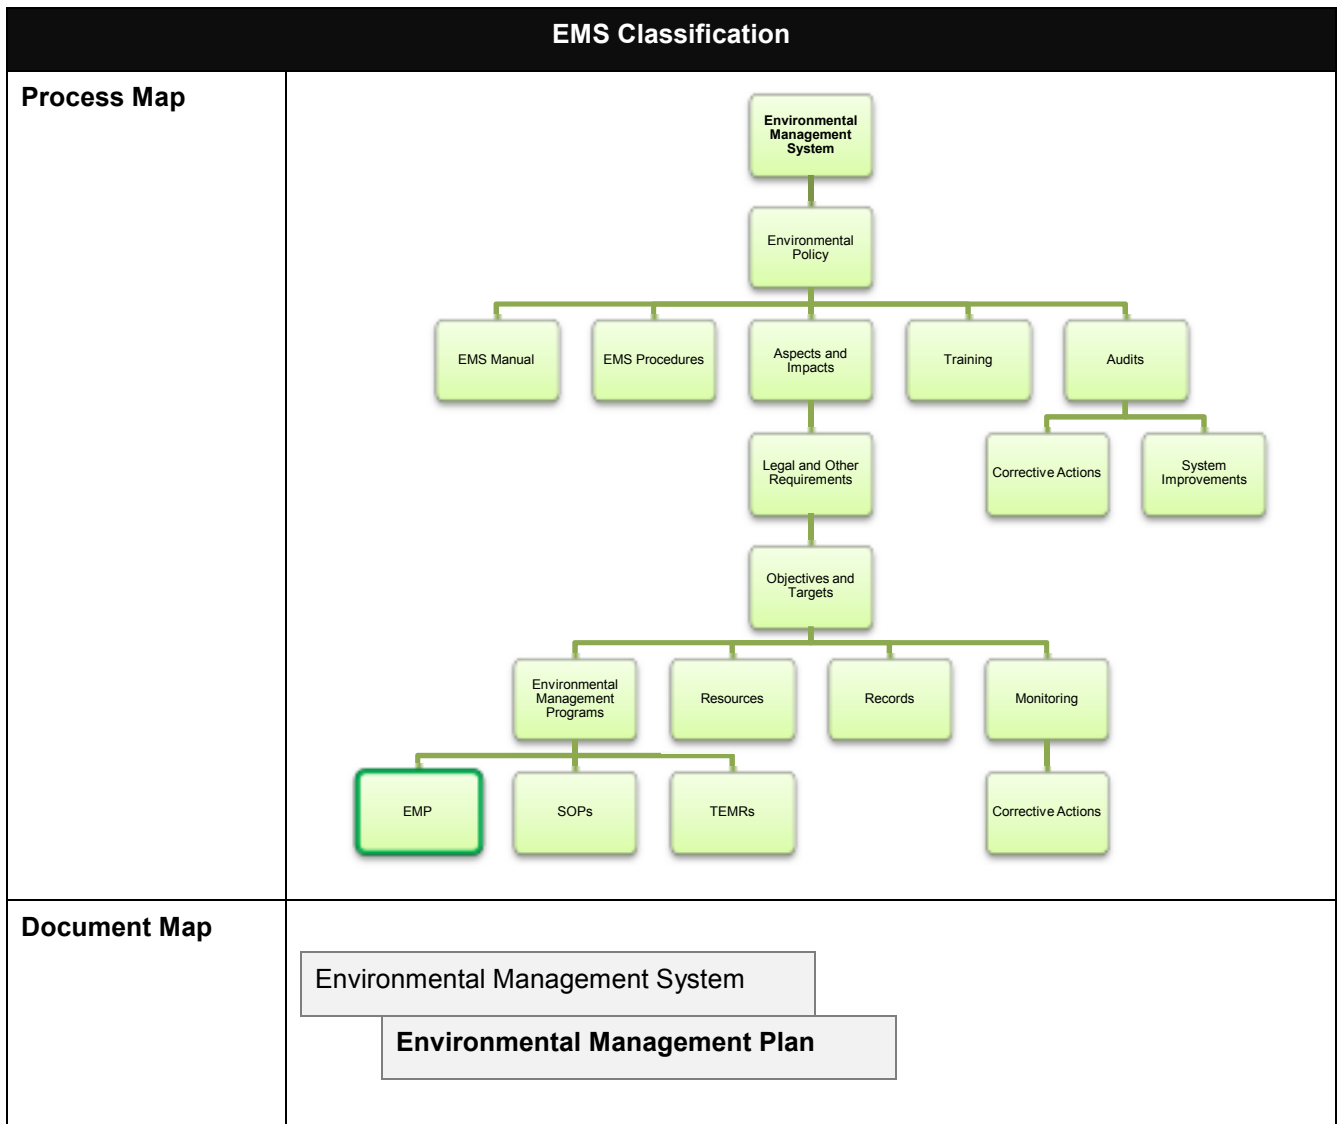 EMS Classification
Process Map
Environmental
Management
System
Environmental
Policy
EMS Manual
EMS Procedures
Aspects and
Impacts
Training
Audits
Legal and Other
Requirements
Corrective Actions
System
Improvements
Objectives and
Targets
Environmental
Management
Programs
Resources
Records
Monitoring
EMP
SOPs
TEMRs
Corrective Actions
Document Map
Environmental Management System
Environmental Management Plan